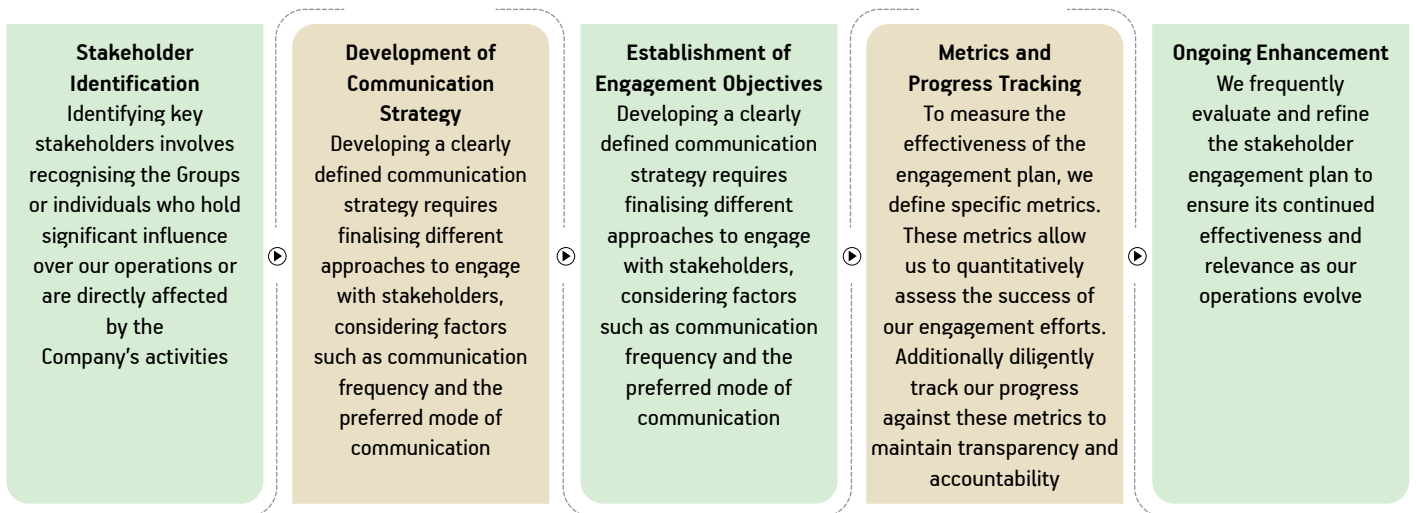 Stakeholder
Identification
Identifying key
stakeholders involves
recognising the Groups
or individuals who hold
significant influence
over our operations or
are directly affected
by the
Company's activities
Development of
Communication
Strategy
Developing a clearly
defined communication
strategy requires
finalising different
approaches to engage
with stakeholders,
considering factors
such as communication
frequency and the
preferred mode of
communication
Establishment of
Engagement Objectives
Developing a clearly
defined communication
strategy requires
finalising different
approaches to engage
with stakeholders,
considering factors
such as communication
frequency and the
preferred mode of
communication
Metrics and
Progress Tracking
To measure the
effectiveness of the
engagement plan, we
define specific metrics.
These metrics allow
us to quantitatively
assess the success of
our engagement efforts.
Additionally diligently
track our progress
against these metrics to
maintain transparency and
accountability
Ongoing Enhancement
We frequently
evaluate and refine
the stakeholder
engagement plan to
ensure its continued
effectiveness and
relevance as our
operations evolve